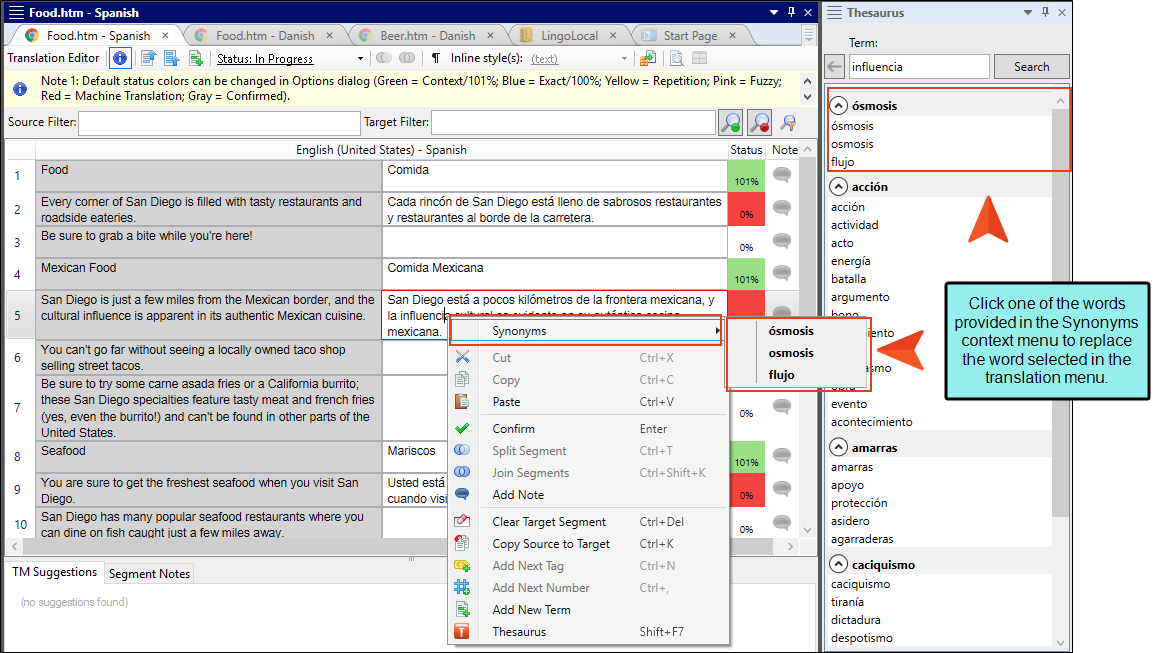 Food.htm - Spanish
Food.htm - Spanish
Food.htm - Danish
Beer.htm - Danish
LingoLocal
Start Page
Translation Editor
Status: In Progress
Inline style(s):
(text)
Note 1: Default status colors can be changed in Options dialog (Green = Context/101%; Blue = Exact/100%; Yellow = Repetition; Pink = Fuzzy;
Red = Machine Translation; Gray = Confirmed).
Source Filter:
Target Filter:
English (United States) - Spanish
Status
Note
1
Food
Comida
101%
2
Every corner of San Diego is filled with tasty restaurants and
roadside eateries.
Cada rincón de San Diego está lleno de sabrosos restaurantes
y restaurantes al borde de la carretera.
0%
3
Be sure to grab a bite while you're here!
0%
4
Mexican Food
Comida Mexicana
101%
5
San Diego is just a few miles from the Mexican border, and the
cultural influence is apparent in its authentic Mexican cuisine.
San Diego está a pocos kilómetros de la frontera mexicana, y
la influencia
mexicana.
6
You can't go far without seeing a locally owned taco shop
selling street tacos.
7
Be sure to try some carne asada fries or a California burrito;
these San Diego specialties feature tasty meat and french fries
(yes, even the burrito!) and can't be found in other parts of the
United States.
0%
8
Seafood
Mariscos
101%
9
You are sure to get the freshest seafood when you visit San
Diego.
Usted está
cuando visi
0%
10
San Diego has many popular seafood restaurants where you
can dine on fish caught just a few miles away.
0%
Synonyms
Cut Ctrl+X
Copy Ctrl+C
Paste Ctrl+V
Confirm Enter
Split Segment Ctrl+T
Join Segments Ctrl+Shift+K
Add Note
Clear Target Segment Ctrl+Del
Copy Source to Target Ctrl+K
Add Next Tag Ctrl+N
Add Next Number Ctrl+,
Add New Term
Thesaurus Shift+F7
ósmosis
osmosis
flujo
TM Suggestions
Segment Notes
(no suggestions found)
Thesaurus
Term:
influencia
Search
ósmosis
ósmosis
osmosis
flujo
acción
acción
actividad
acto
energía
batalla
argumento
evento
acontecimiento
amarras
amarras
apoyo
protección
asidero
agarraderas
caciquismo
caciquismo
tiranía
dictadura
despotismo
Click one of the words
provided in the Synonyms
context menu to replace
the word selected in the
translation menu.